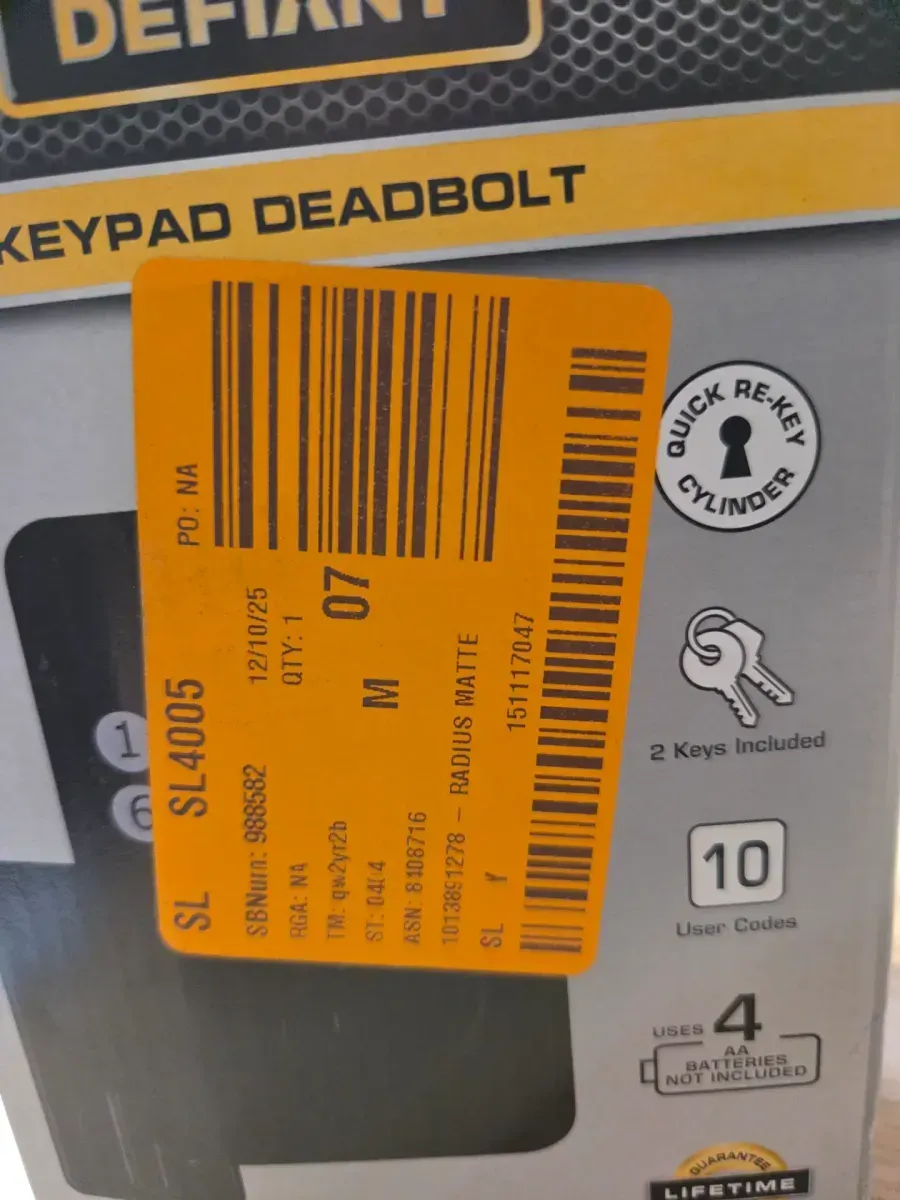 DEFIANT
KEYPAD DEADBOLT
SL SL4005 PO: NA
SBNum: 988582 12/10/25
RGA: NA QTY: 1
TM: qw2yr2b 07
ST: 0414 M
ASN: 8108716
1013891278 – RADIUS MATTE
SL Y 151117047
1
6
QUICK RE-KEY
CYLINDER
2 Keys Included
10
User Codes
USES 4
AA
BATTERIES
NOT INCLUDED
GUARANTEE
LIFETIME